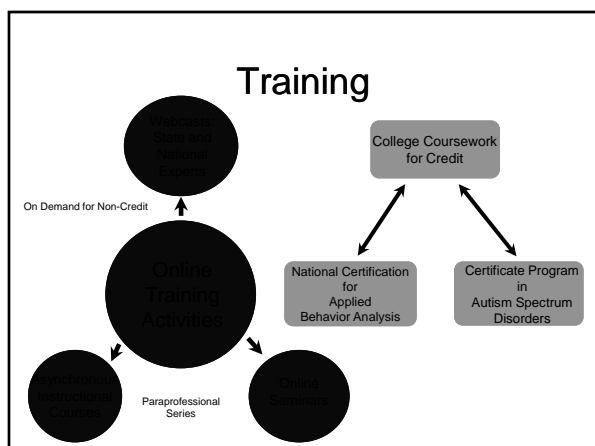 Training
Webcasts:
State and
National
Experts
On Demand for Non-Credit
Online
Training
Activities
Asynchronous
Instructional
Courses
Paraprofessional
Series
Online
Seminars
College Coursework
for Credit
National Certification
for
Applied
Behavior Analysis
Certificate Program
in
Autism Spectrum
Disorders